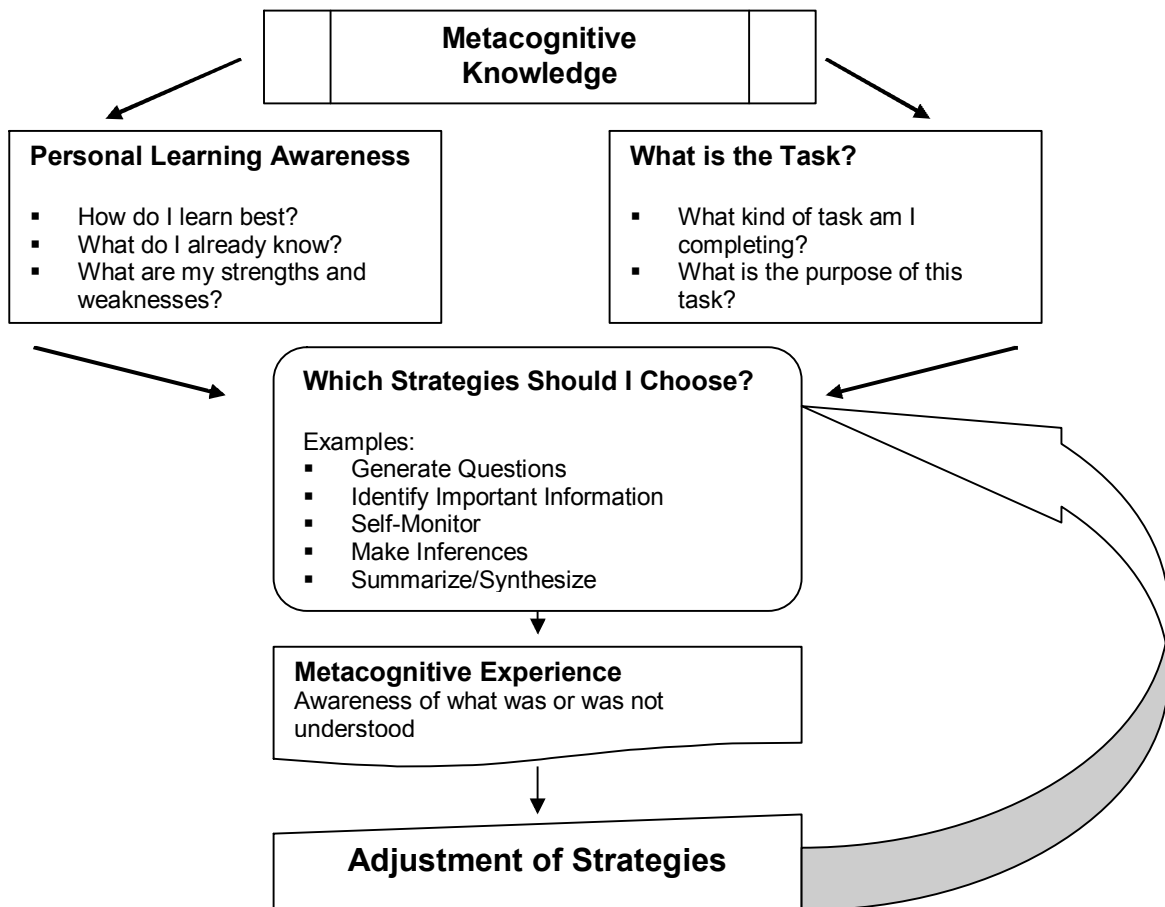 Metacognitive
Knowledge
Personal Learning Awareness
▪ How do I learn best?
▪ What do I already know?
▪ What are my strengths and
weaknesses?
What is the Task?
▪ What kind of task am I
completing?
▪ What is the purpose of this
task?
Which Strategies Should I Choose?
Examples:
▪ Generate Questions
▪ Identify Important Information
▪ Self-Monitor
▪ Make Inferences
▪ Summarize/Synthesize
Metacognitive Experience
Awareness of what was or was not
understood
Adjustment of Strategies